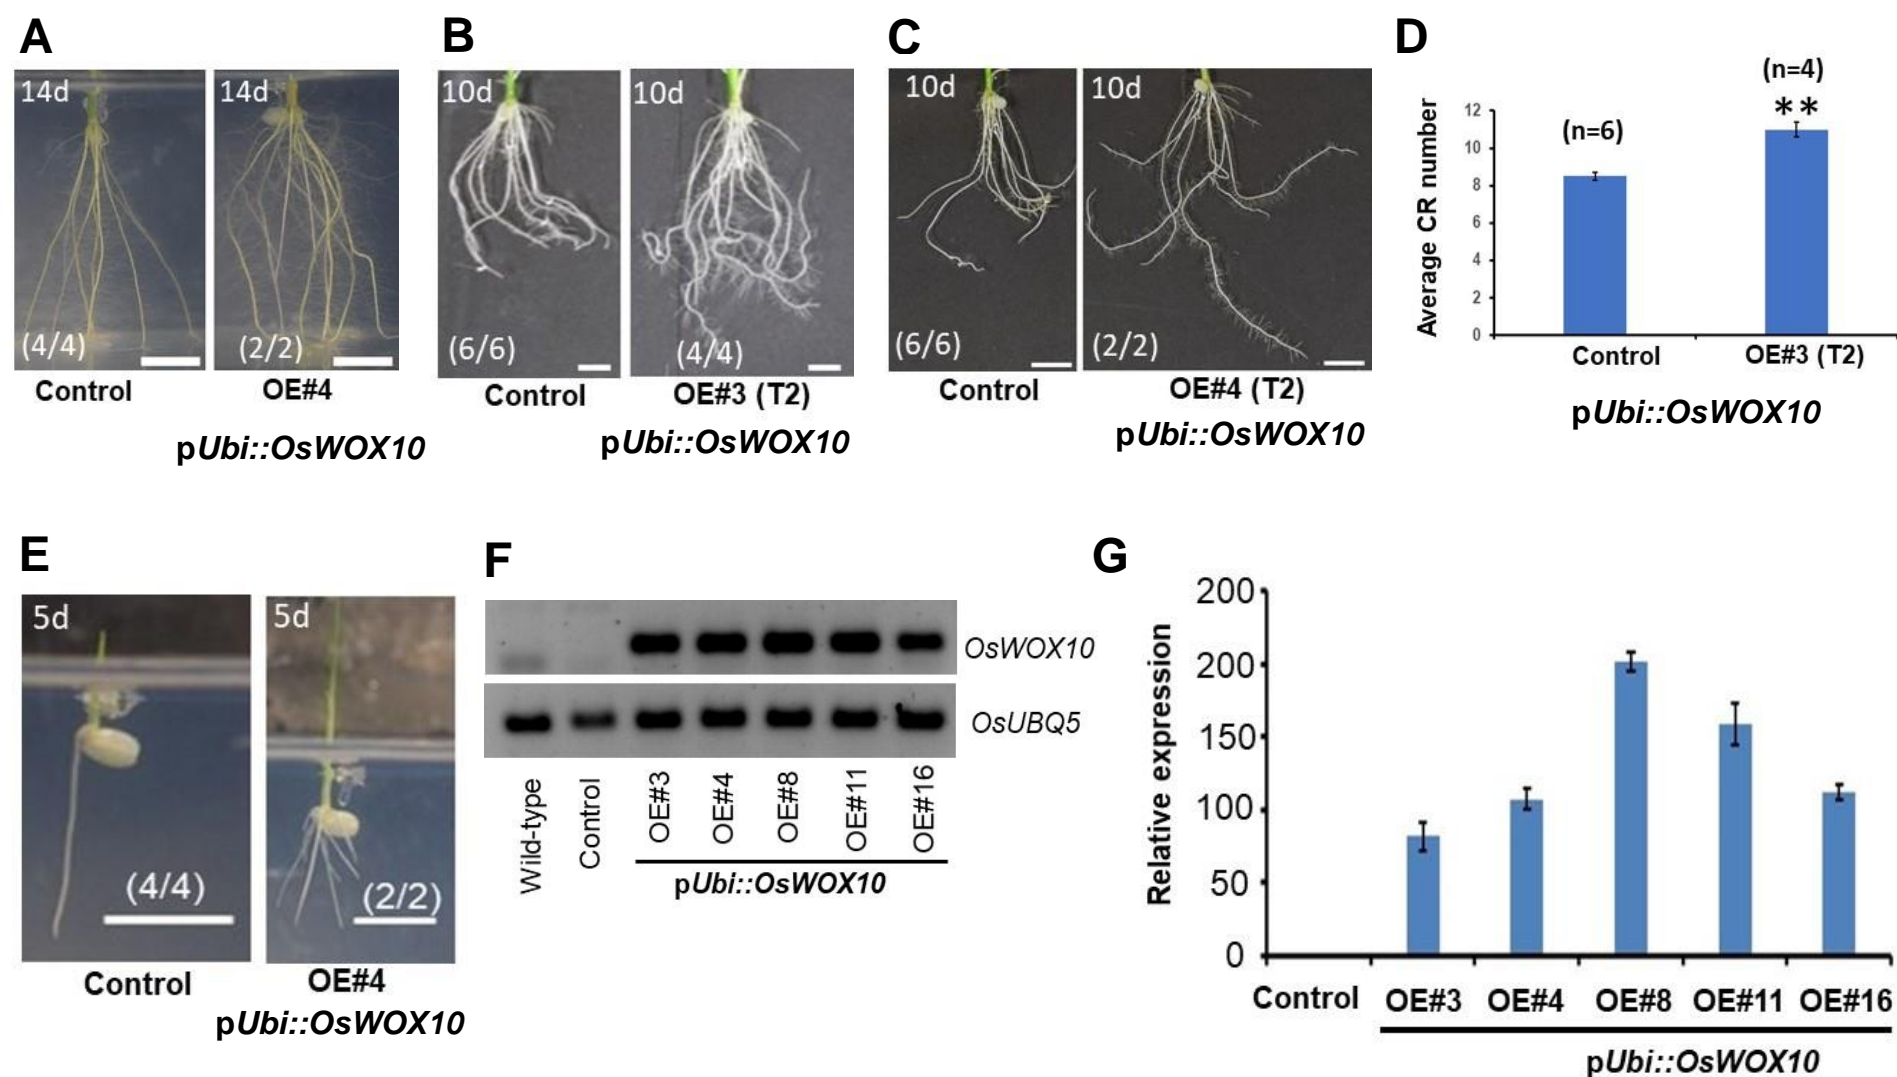 A
14d
14d
(4/4)
(2/2)
Control
OE#4
pUbi::OsWOX10
B
10d
10d
(6/6)
(4/4)
Control
OE#3 (T2)
pUbi::OsWOX10
C
10d
10d
(6/6)
(2/2)
Control
OE#4 (T2)
pUbi::OsWOX10
D
(n=4)
**
(n=6)
Average CR number
12
10
8
6
4
2
0
Control
OE#3 (T2)
pUbi::OsWOX10
E
5d
5d
(4/4)
(2/2)
Control
OE#4
pUbi::OsWOX10
F
OsWOX10
OsUBQ5
Wild-type
Control
OE#3
OE#4
OE#8
OE#11
OE#16
pUbi::OsWOX10
G
Relative expression
200
200
150
100
50
0
Control
OE#3
OE#4
OE#8
OE#11
OE#16
pUbi::OsWOX10